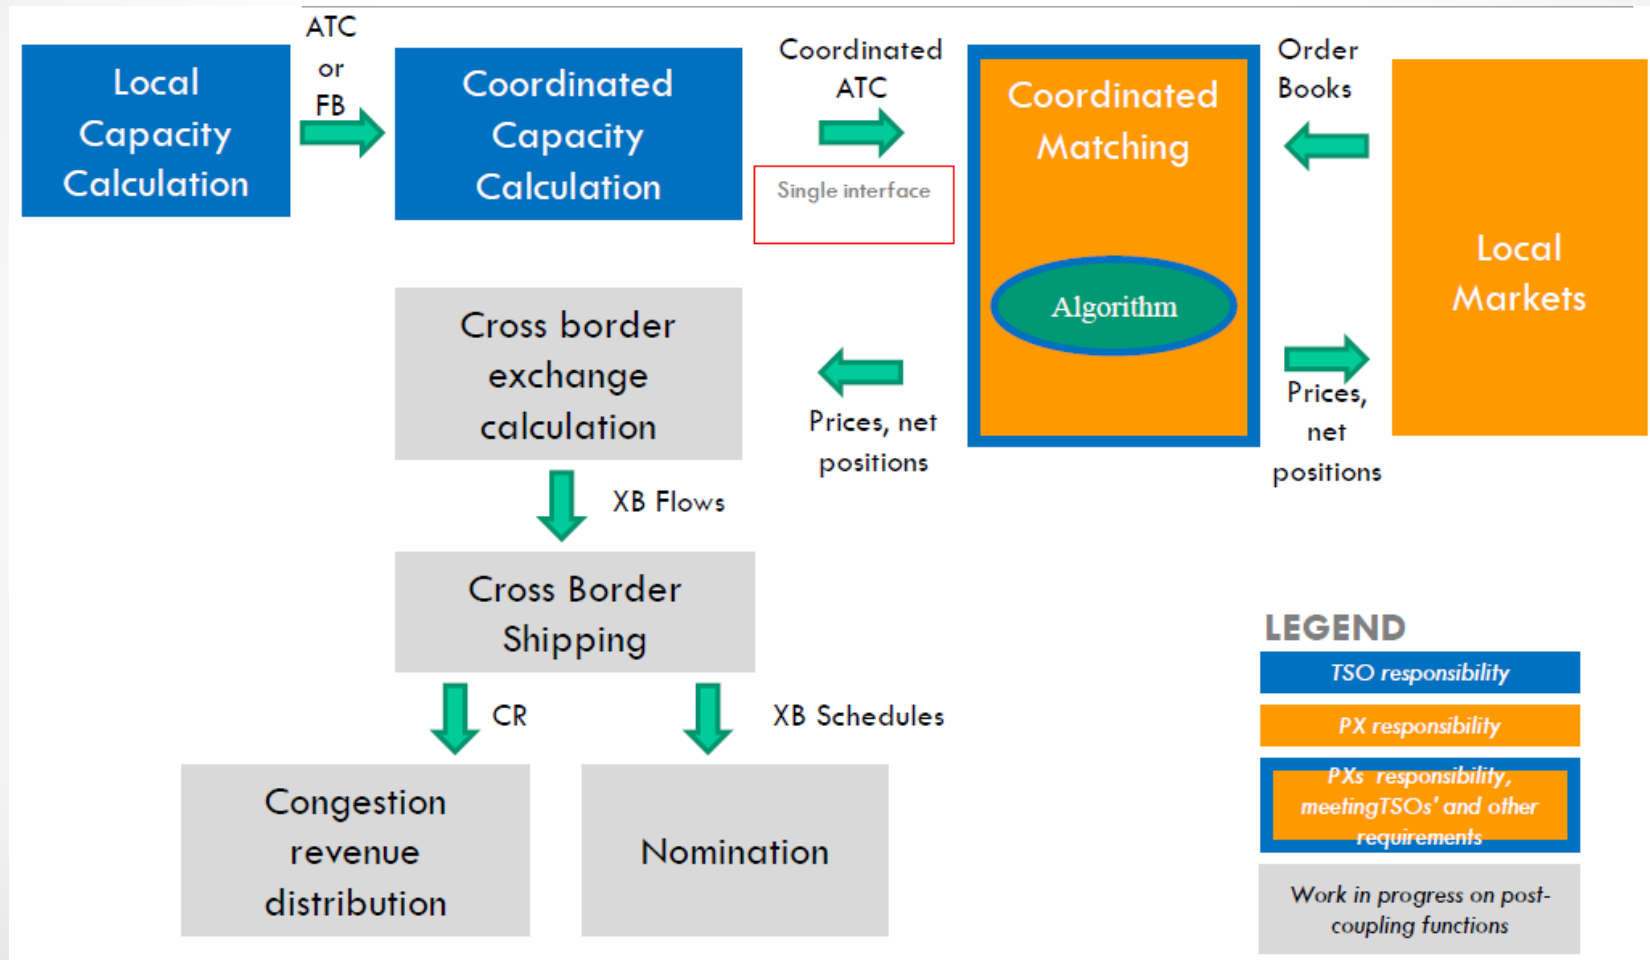 Local
Capacity
Calculation
ATC
or
FB
Coordinated
Capacity
Calculation
Coordinated
ATC
Single interface
Coordinated
Matching
Algorithm
Order
Books
Local
Markets
Prices,
net
positions
Prices, net
positions
Cross border
exchange
calculation
XB Flows
Cross Border
Shipping
CR
XB Schedules
Congestion
revenue
distribution
Nomination
LEGEND
TSO responsibility
PX responsibility
PXs responsibility,
meetingTSOs' and other
requirements
Work in progress on post-
coupling functions